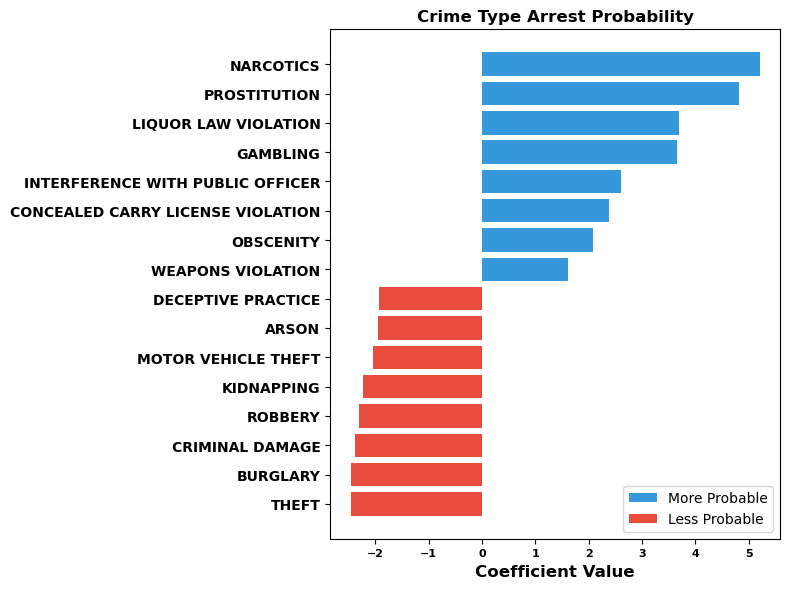 Crime Type Arrest Probability
NARCOTICS
PROSTITUTION
LIQUOR LAW VIOLATION
GAMBLING
INTERFERENCE WITH PUBLIC OFFICER
CONCEALED CARRY LICENSE VIOLATION
OBSCENITY
WEAPONS VIOLATION
DECEPTIVE PRACTICE
ARSON
MOTOR VEHICLE THEFT
KIDNAPPING
ROBBERY
CRIMINAL DAMAGE
BURGLARY
THEFT
More Probable
Less Probable
−2 −1 0 1 2 3 4 5
Coefficient Value